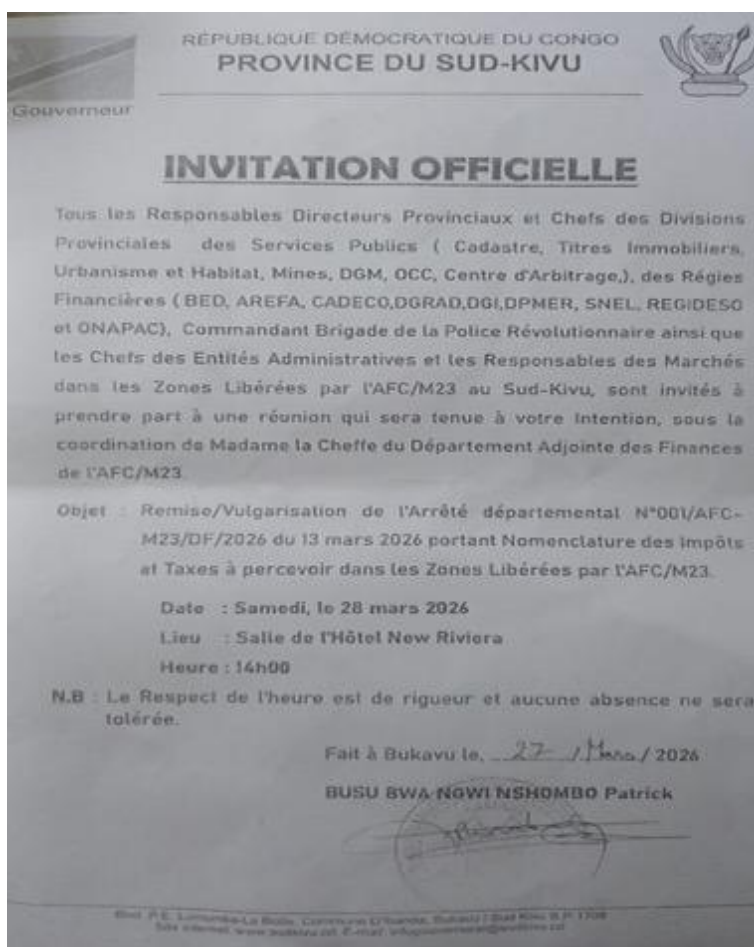 RÉPUBLIQUE DÉMOCRATIQUE DU CONGO
PROVINCE DU SUD-KIVU
Gouverneur
INVITATION OFFICIELLE
Tous les Responsables Directeurs Provinciaux et Chefs des Divisions
Provinciales des Services Publics ( Cadastre, Titres Immobiliers,
Urbanisme et Habitat, Mines, DGM, OCC, Centre d'Arbitrage,), des Régies
Financières ( BED, AREFA, CADECO,DGRAD,DGI,DPMER, SNEL, REGIDESO
et ONAPAC), Commandant Brigade de la Police Révolutionnaire ainsi que
les Chefs des Entités Administratives et les Responsables des Marchés
dans les Zones Libérées par l'AFC/M23 au Sud-Kivu, sont invités à
prendre part à une réunion qui sera tenue à votre Intention, sous la
coordination de Madame la Cheffe du Département Adjointe des Finances
de l'AFC/M23.
Objet : Remise/Vulgarisation de l'Arrêté départemental N°001/AFC-
M23/DF/2026 du 13 mars 2026 portant Nomenclature des impôts
et Taxes à percevoir dans les Zones Libérées par l'AFC/M23.
Date : Samedi, le 28 mars 2026
Lieu : Salle de l'Hôtel New Riviera
Heure : 14h00
N.B : Le Respect de l'heure est de rigueur et aucune absence ne sera
tolérée.
Fait à Bukavu le, 27 / Mars / 2026
BUSU BWA NGWI NSHOMBO Patrick